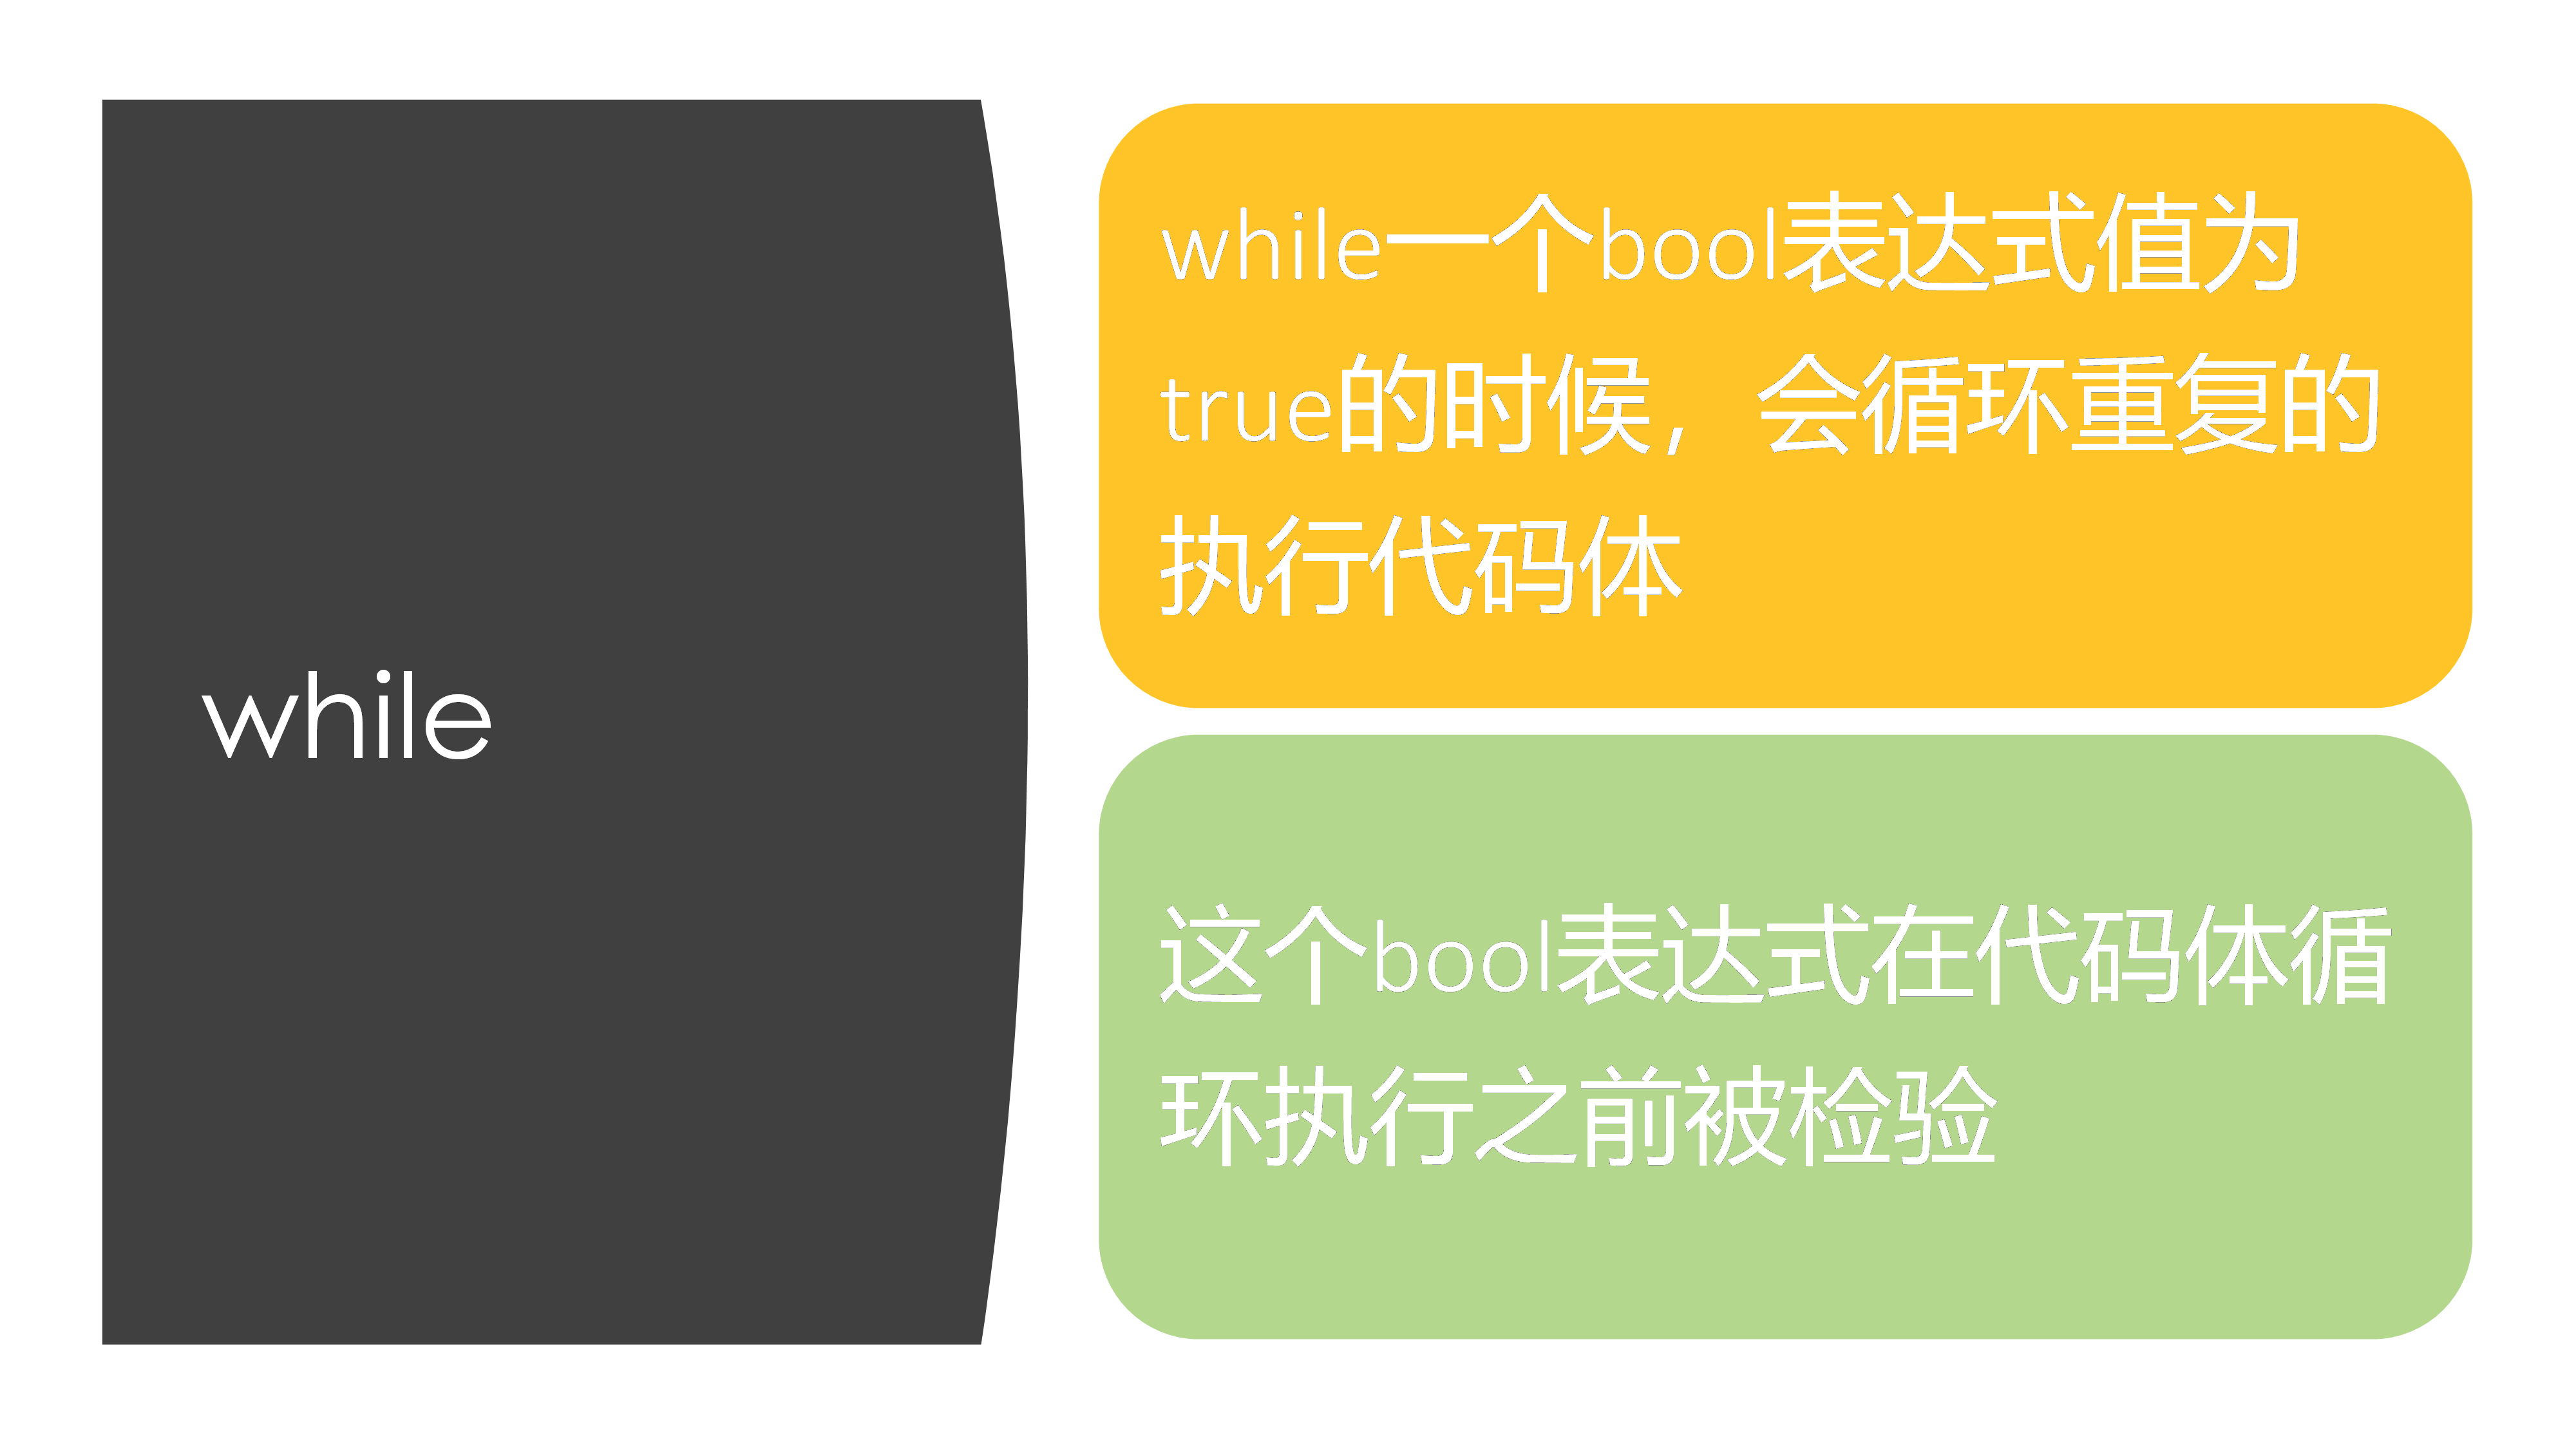 while
while一个bool表达式值为
true的时候，会循环重复的
执行代码体
这个bool表达式在代码体循
环执行之前被检验